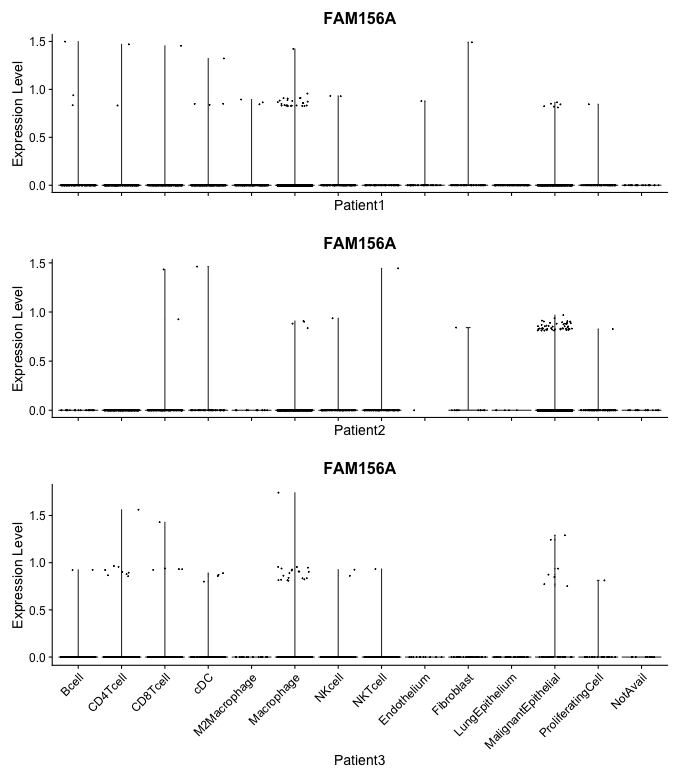 FAM156A
Expression Level
1.5
1.0
0.5
0.0
Patient1
FAM156A
Expression Level
1.5
1.0
0.5
0.0
Patient2
FAM156A
Expression Level
1.5
1.0
0.5
0.0
Bcell
CD4Tcell
CD8Tcell
cDC
M2Macrophage
Macrophage
NKcell
NKTcell
Endothelium
Fibroblast
LungEpithelium
MalignantEpithelial
ProliferatingCell
NotAvail
Patient3